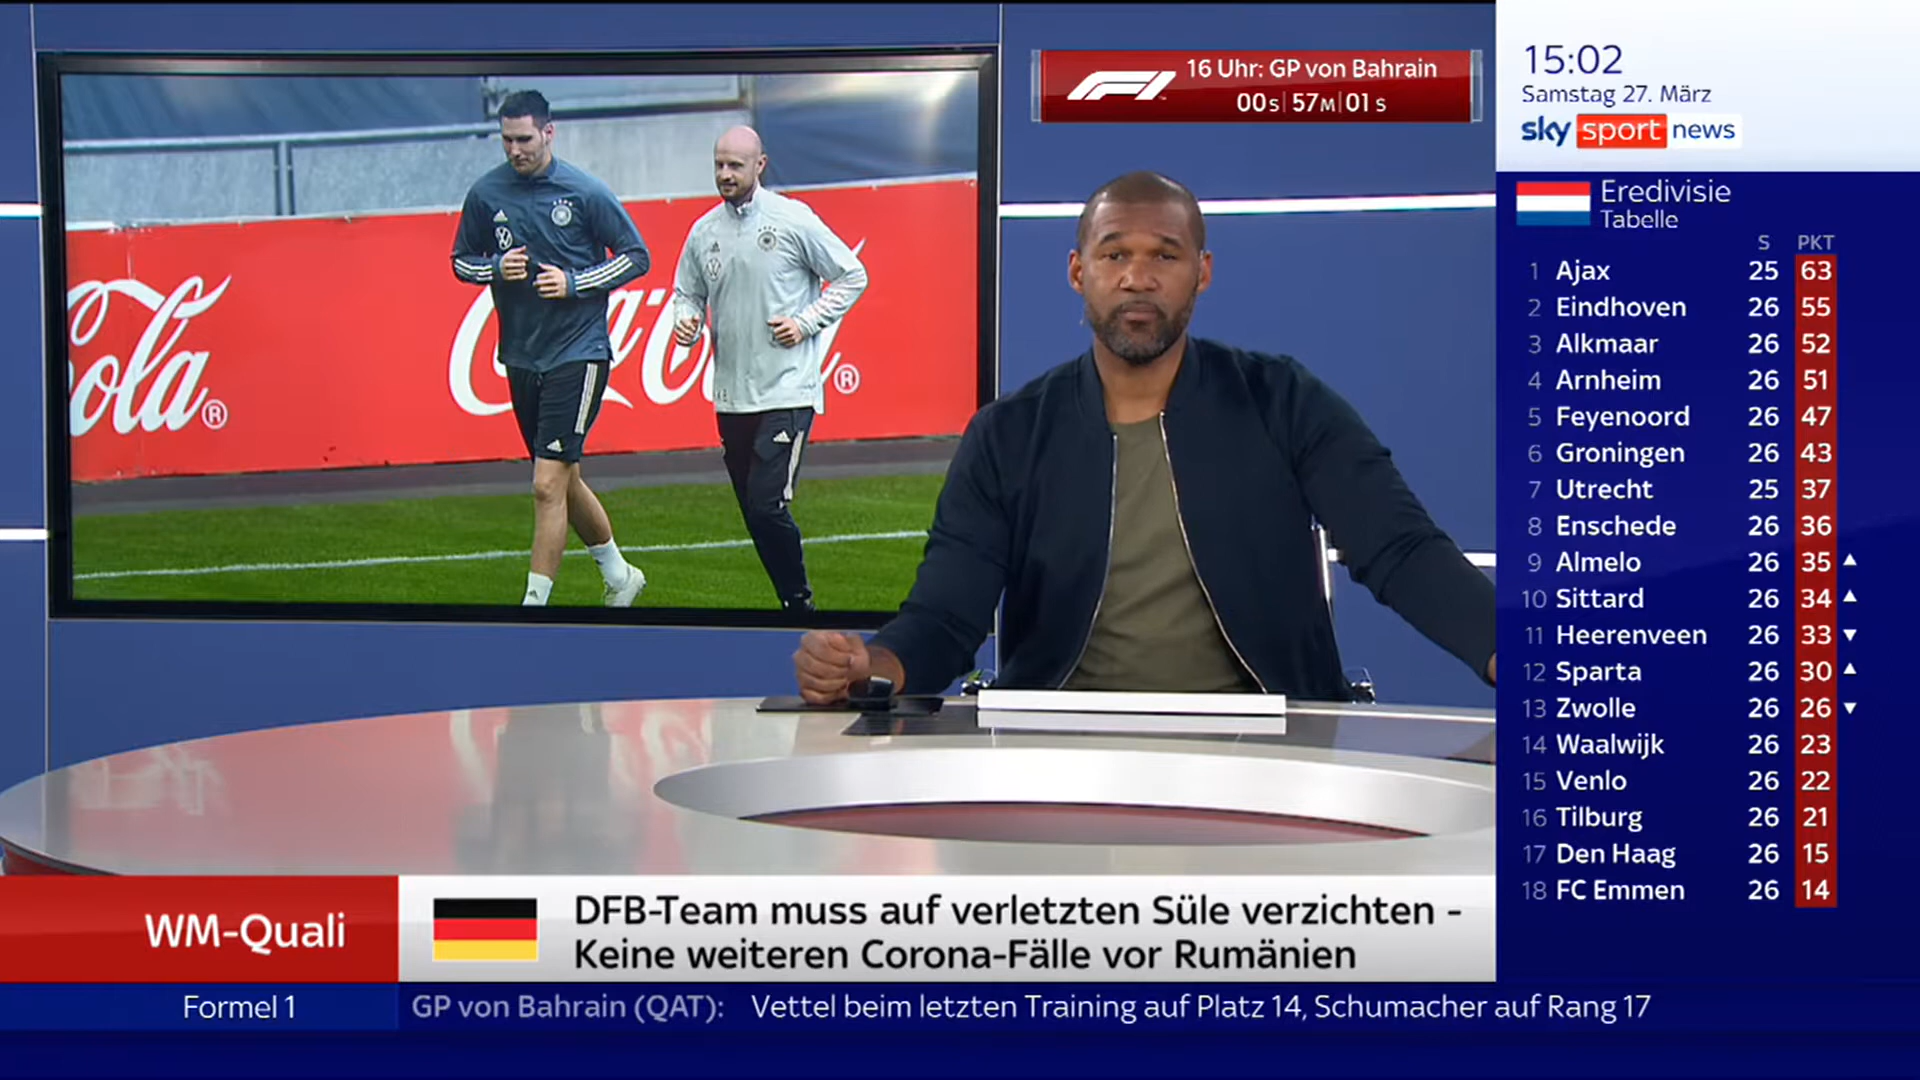 Cola®
Coca-Cola®
F1
16 Uhr: GP von Bahrain
00S|57M|01 S
15:02
Samstag 27. März
sky sport news
Eredivisie
Tabelle
S PKT
1 Ajax 25 63
2 Eindhoven 26 55
3 Alkmaar 26 52
4 Arnheim 26 51
5 Feyenoord 26 47
6 Groningen 26 43
7 Utrecht 25 37
8 Enschede 26 36
9 Almelo 26 35 ▲
10 Sittard 26 34 ▲
11 Heerenveen 26 33 ▼
12 Sparta 26 30 ▲
13 Zwolle 26 26 ▼
14 Waalwijk 26 23
15 Venlo 26 22
16 Tilburg 26 21
17 Den Haag 26 15
18 FC Emmen 26 14
WM-Quali
DFB-Team muss auf verletzten Süle verzichten -
Keine weiteren Corona-Fälle vor Rumänien
Formel 1
GP von Bahrain (QAT): Vettel beim letzten Training auf Platz 14, Schumacher auf Rang 17